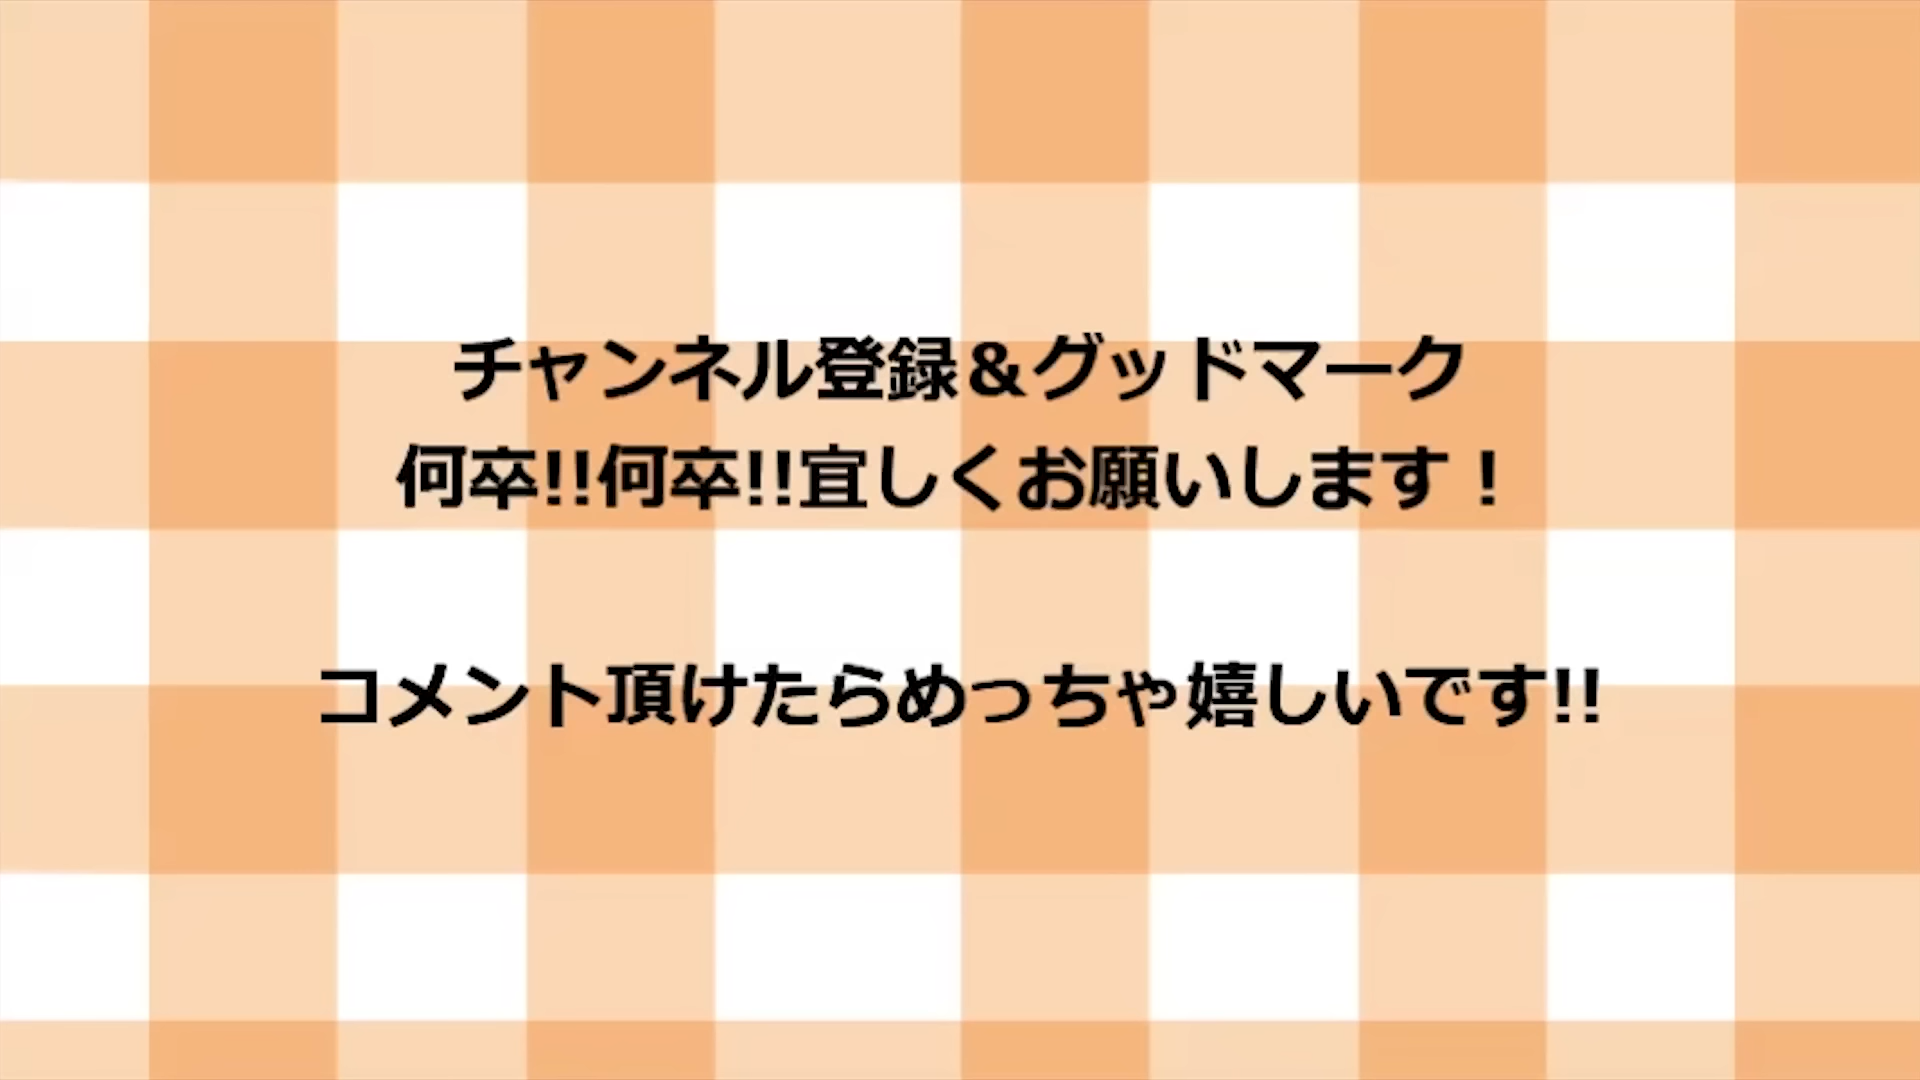 チャンネル登録＆グッドマーク
何卒!!何卒!!宜しくお願いします！
コメント頂けたらめっちゃ嬉しいです!!